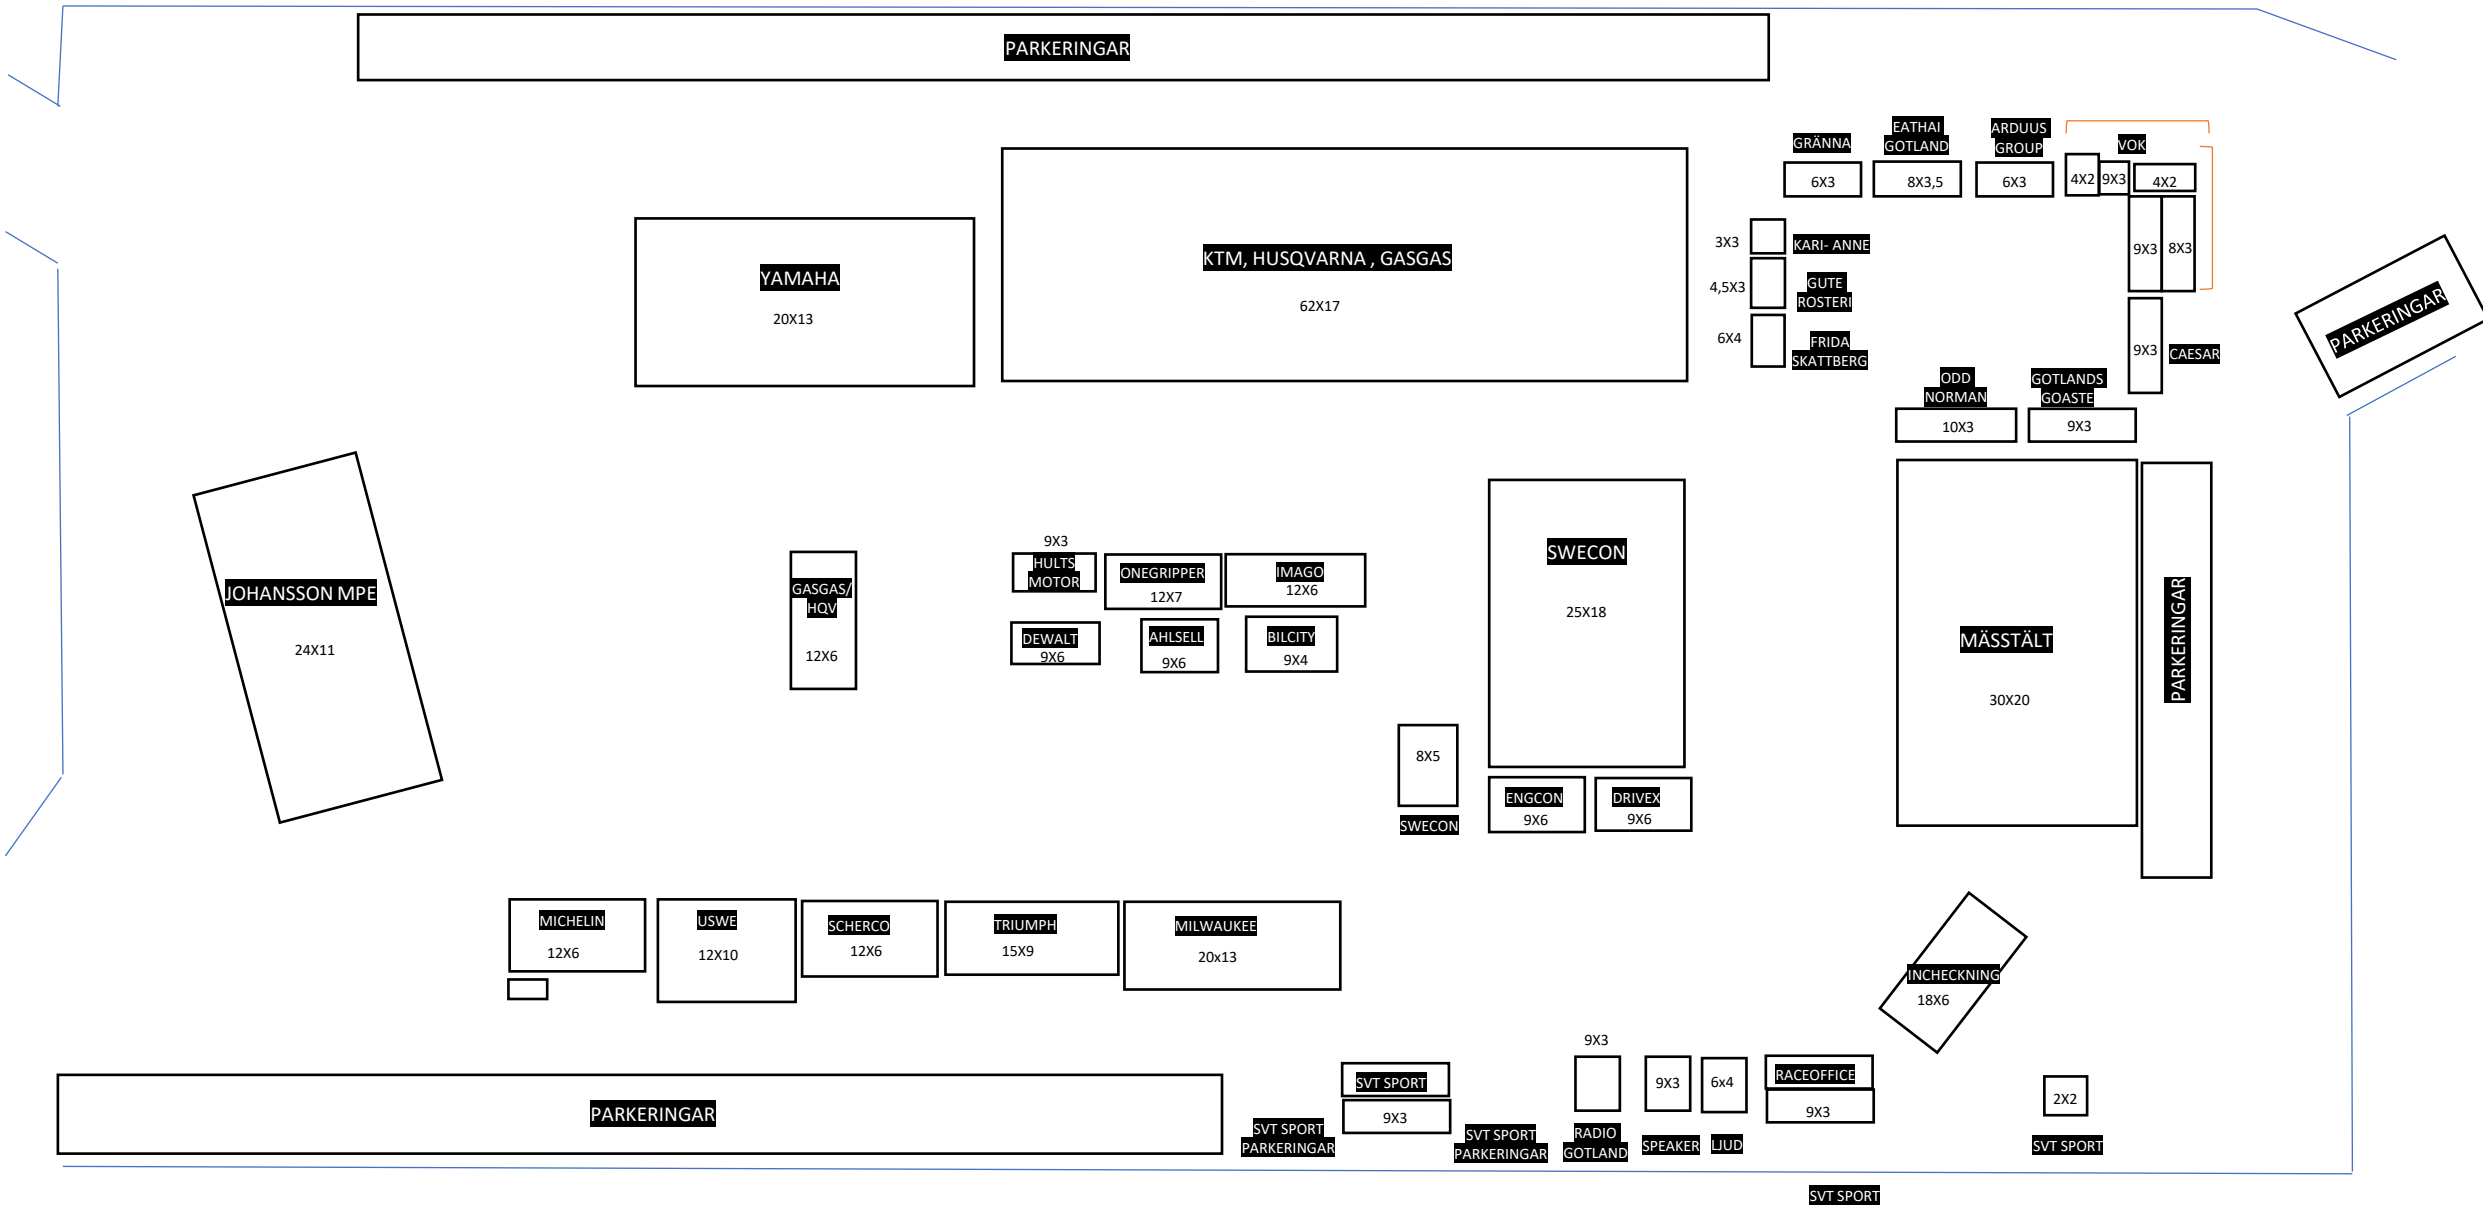 PARKERINGAR
GRÄNNA
6X3
EATHAI
GOTLAND
8X3,5
ARDUUS
GROUP
6X3
VOK
4X2
9X3
4X2
9X3
8X3
3X3
KARI- ANNE
4,5X3
GUTE
ROSTERI
6X4
FRIDA
SKATTBERG
9X3
CAESAR
PARKERINGAR
YAMAHA
20X13
KTM, HUSQVARNA , GASGAS
62X17
ODD
NORMAN
10X3
GOTLANDS
GOASTE
9X3
JOHANSSON MPE
24X11
GASGAS/
HQV
12X6
9X3
HULTS
MOTOR
ONEGRIPPER
12X7
IMAGO
12X6
DEWALT
9X6
AHLSELL
9X6
BILCITY
9X4
SWECON
25X18
MÄSSTÄLT
30X20
PARKERINGAR
8X5
SWECON
ENGCON
9X6
DRIVEX
9X6
MICHELIN
12X6
USWE
12X10
SCHERCO
12X6
TRIUMPH
15X9
MILWAUKEE
20x13
INCHECKNING
18X6
PARKERINGAR
SVT SPORT
PARKERINGAR
SVT SPORT
9X3
SVT SPORT
PARKERINGAR
9X3
RADIO
GOTLAND
9X3
SPEAKER
6x4
LJUD
RACEOFFICE
9X3
2X2
SVT SPORT
SVT SPORT